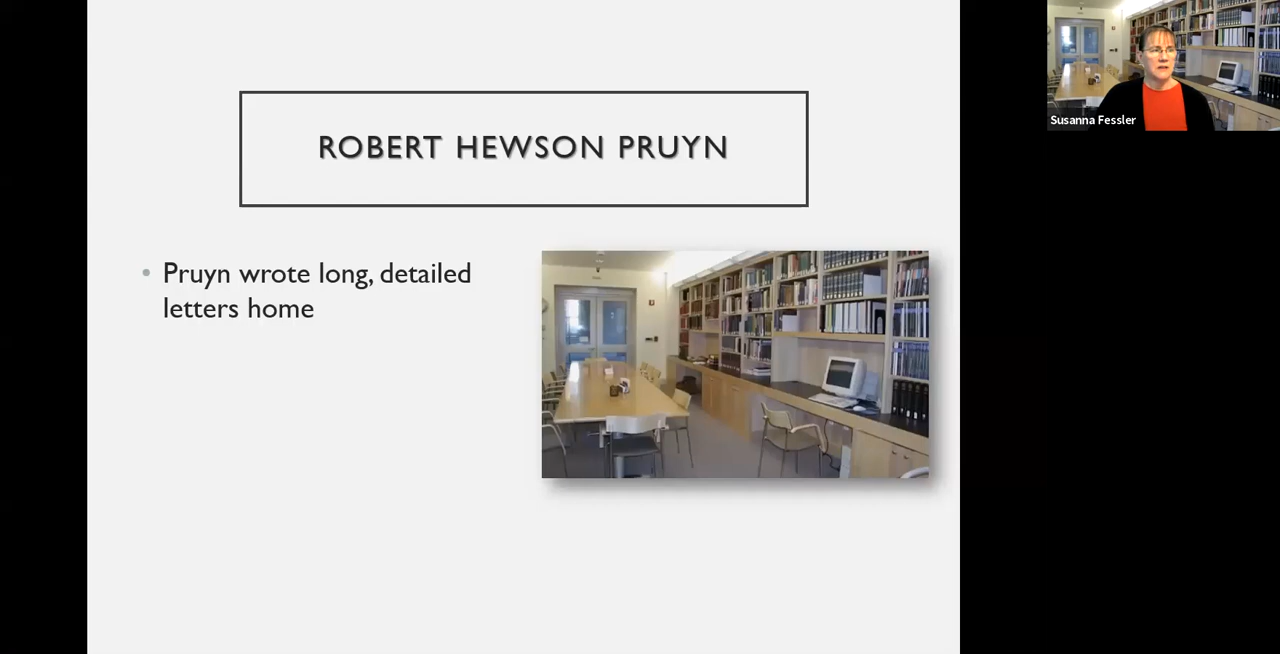 ROBERT HEWSON PRUYN
• Pruyn wrote long, detailed
letters home
Susanna Fessler